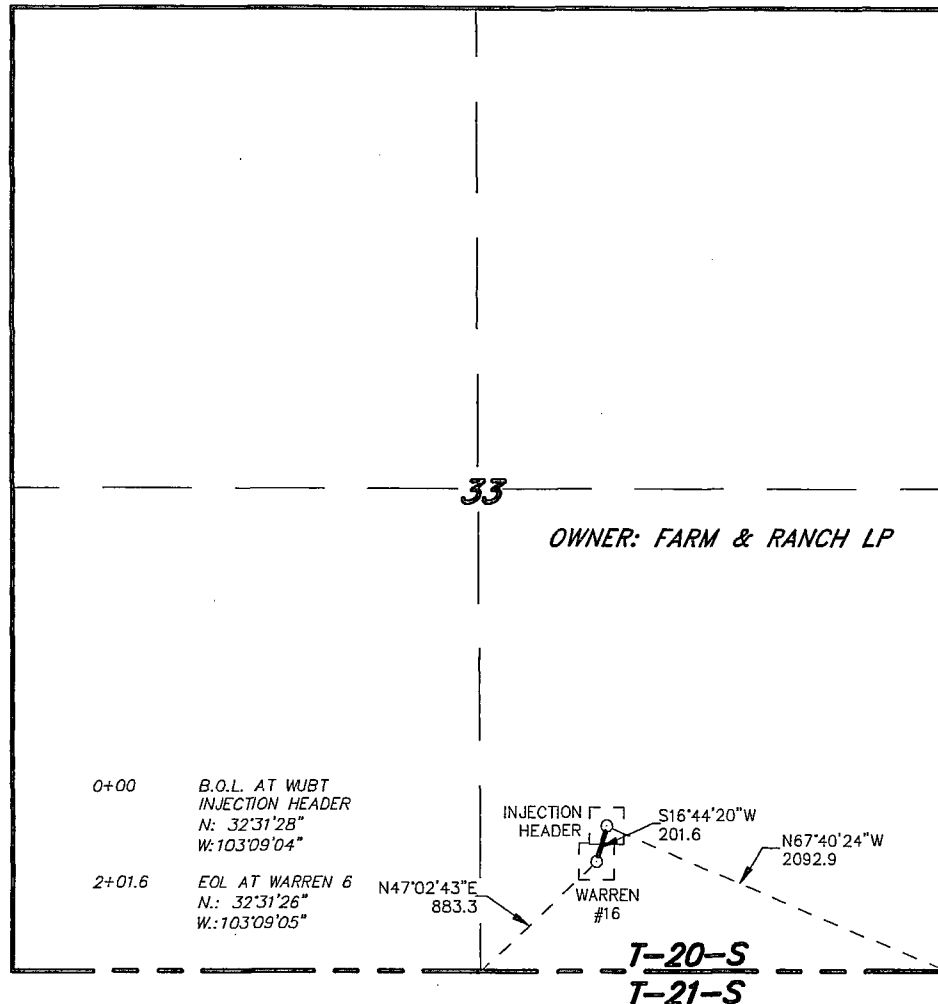 33
OWNER: FARM & RANCH LP
0+00 B.O.L. AT WUBT
INJECTION HEADER
N: 32°31'28"
W: 103°09'04"
2+01.6 EOL AT WARREN 6
N.: 32°31'26"
W.: 103°09'05"
INJECTION
HEADER
S16°44'20"W
201.6
N67°40'24"W
2092.9
N47°02'43"E
883.3
WARREN
#16
T-20-S
T-21-S